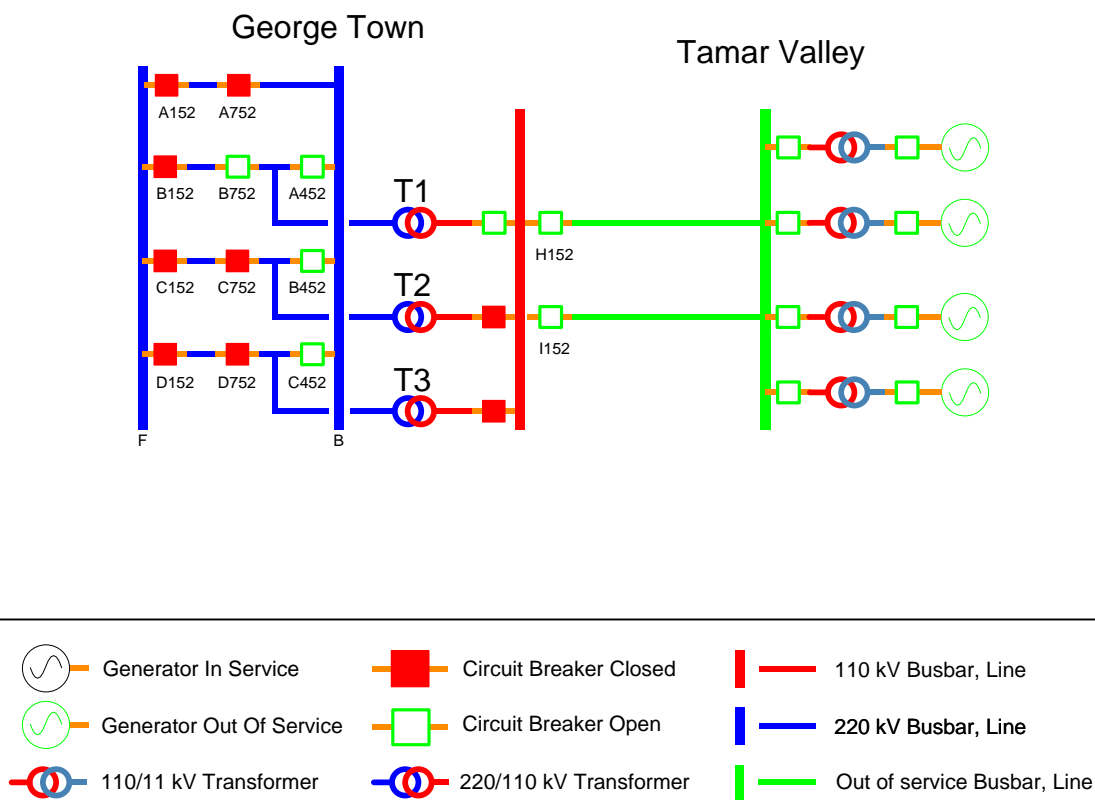 George Town
Tamar Valley
A152 A752
B152 B752 A452
T1
H152
C152 C752 B452
T2
I152
D152 D752 C452
T3
F B
Generator In Service Circuit Breaker Closed 110 kV Busbar, Line
Generator Out Of Service Circuit Breaker Open 220 kV Busbar, Line
110/11 kV Transformer 220/110 kV Transformer Out of service Busbar, Line